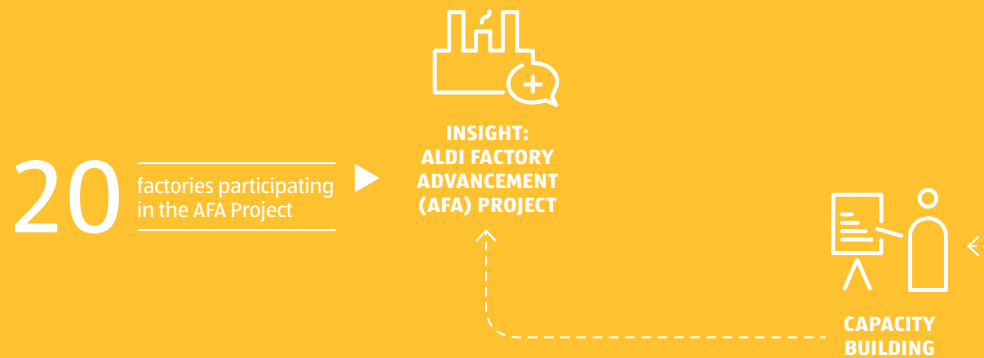 INSIGHT:
ALDI FACTORY
ADVANCEMENT
(AFA) PROJECT
20
factories participating
in the AFA Project
CAPACITY
BUILDING